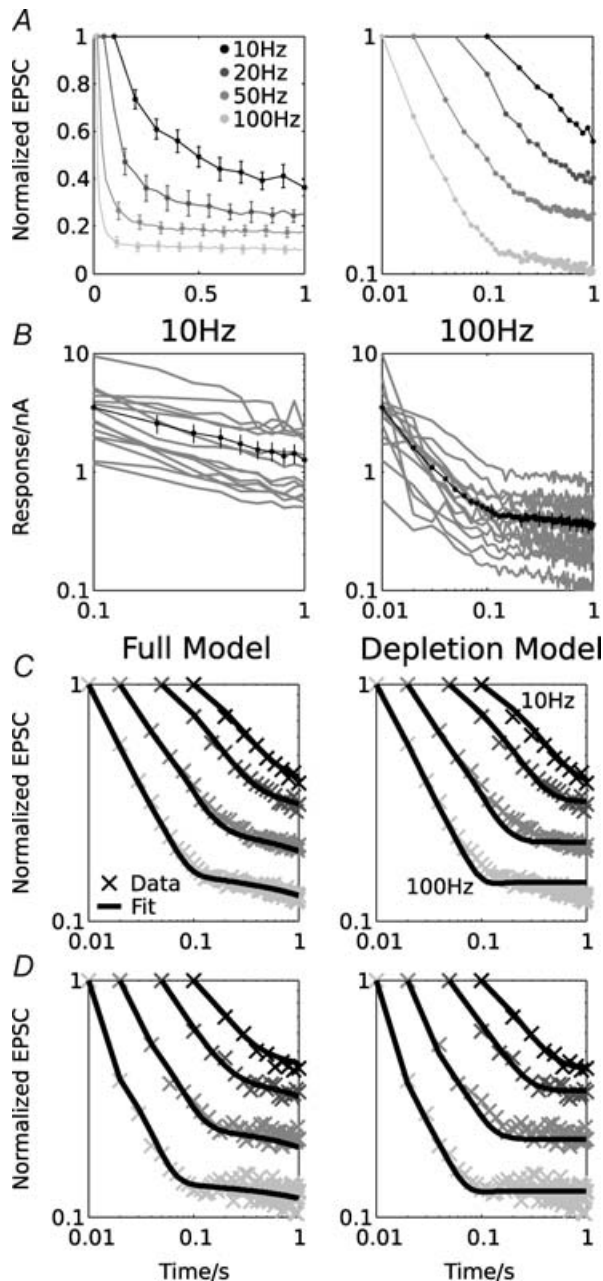 A
Normalized EPSC
1
0.8
0.6
0.4
0.2
0
0
0.5
1
10Hz
20Hz
50Hz
100Hz
1
0.1
0.01
0.1
1
B
10Hz
100Hz
Response/nA
10
1
0.1
0.1
1
10
1
0.1
0.01
0.1
1
C
Full Model
Depletion Model
Normalized EPSC
1
0.1
0.01
0.1
1
Data
Fit
1
0.1
0.01
0.1
1
10Hz
100Hz
D
Normalized EPSC
1
0.1
0.01
0.1
1
Time/s
1
0.1
0.01
0.1
1
Time/s